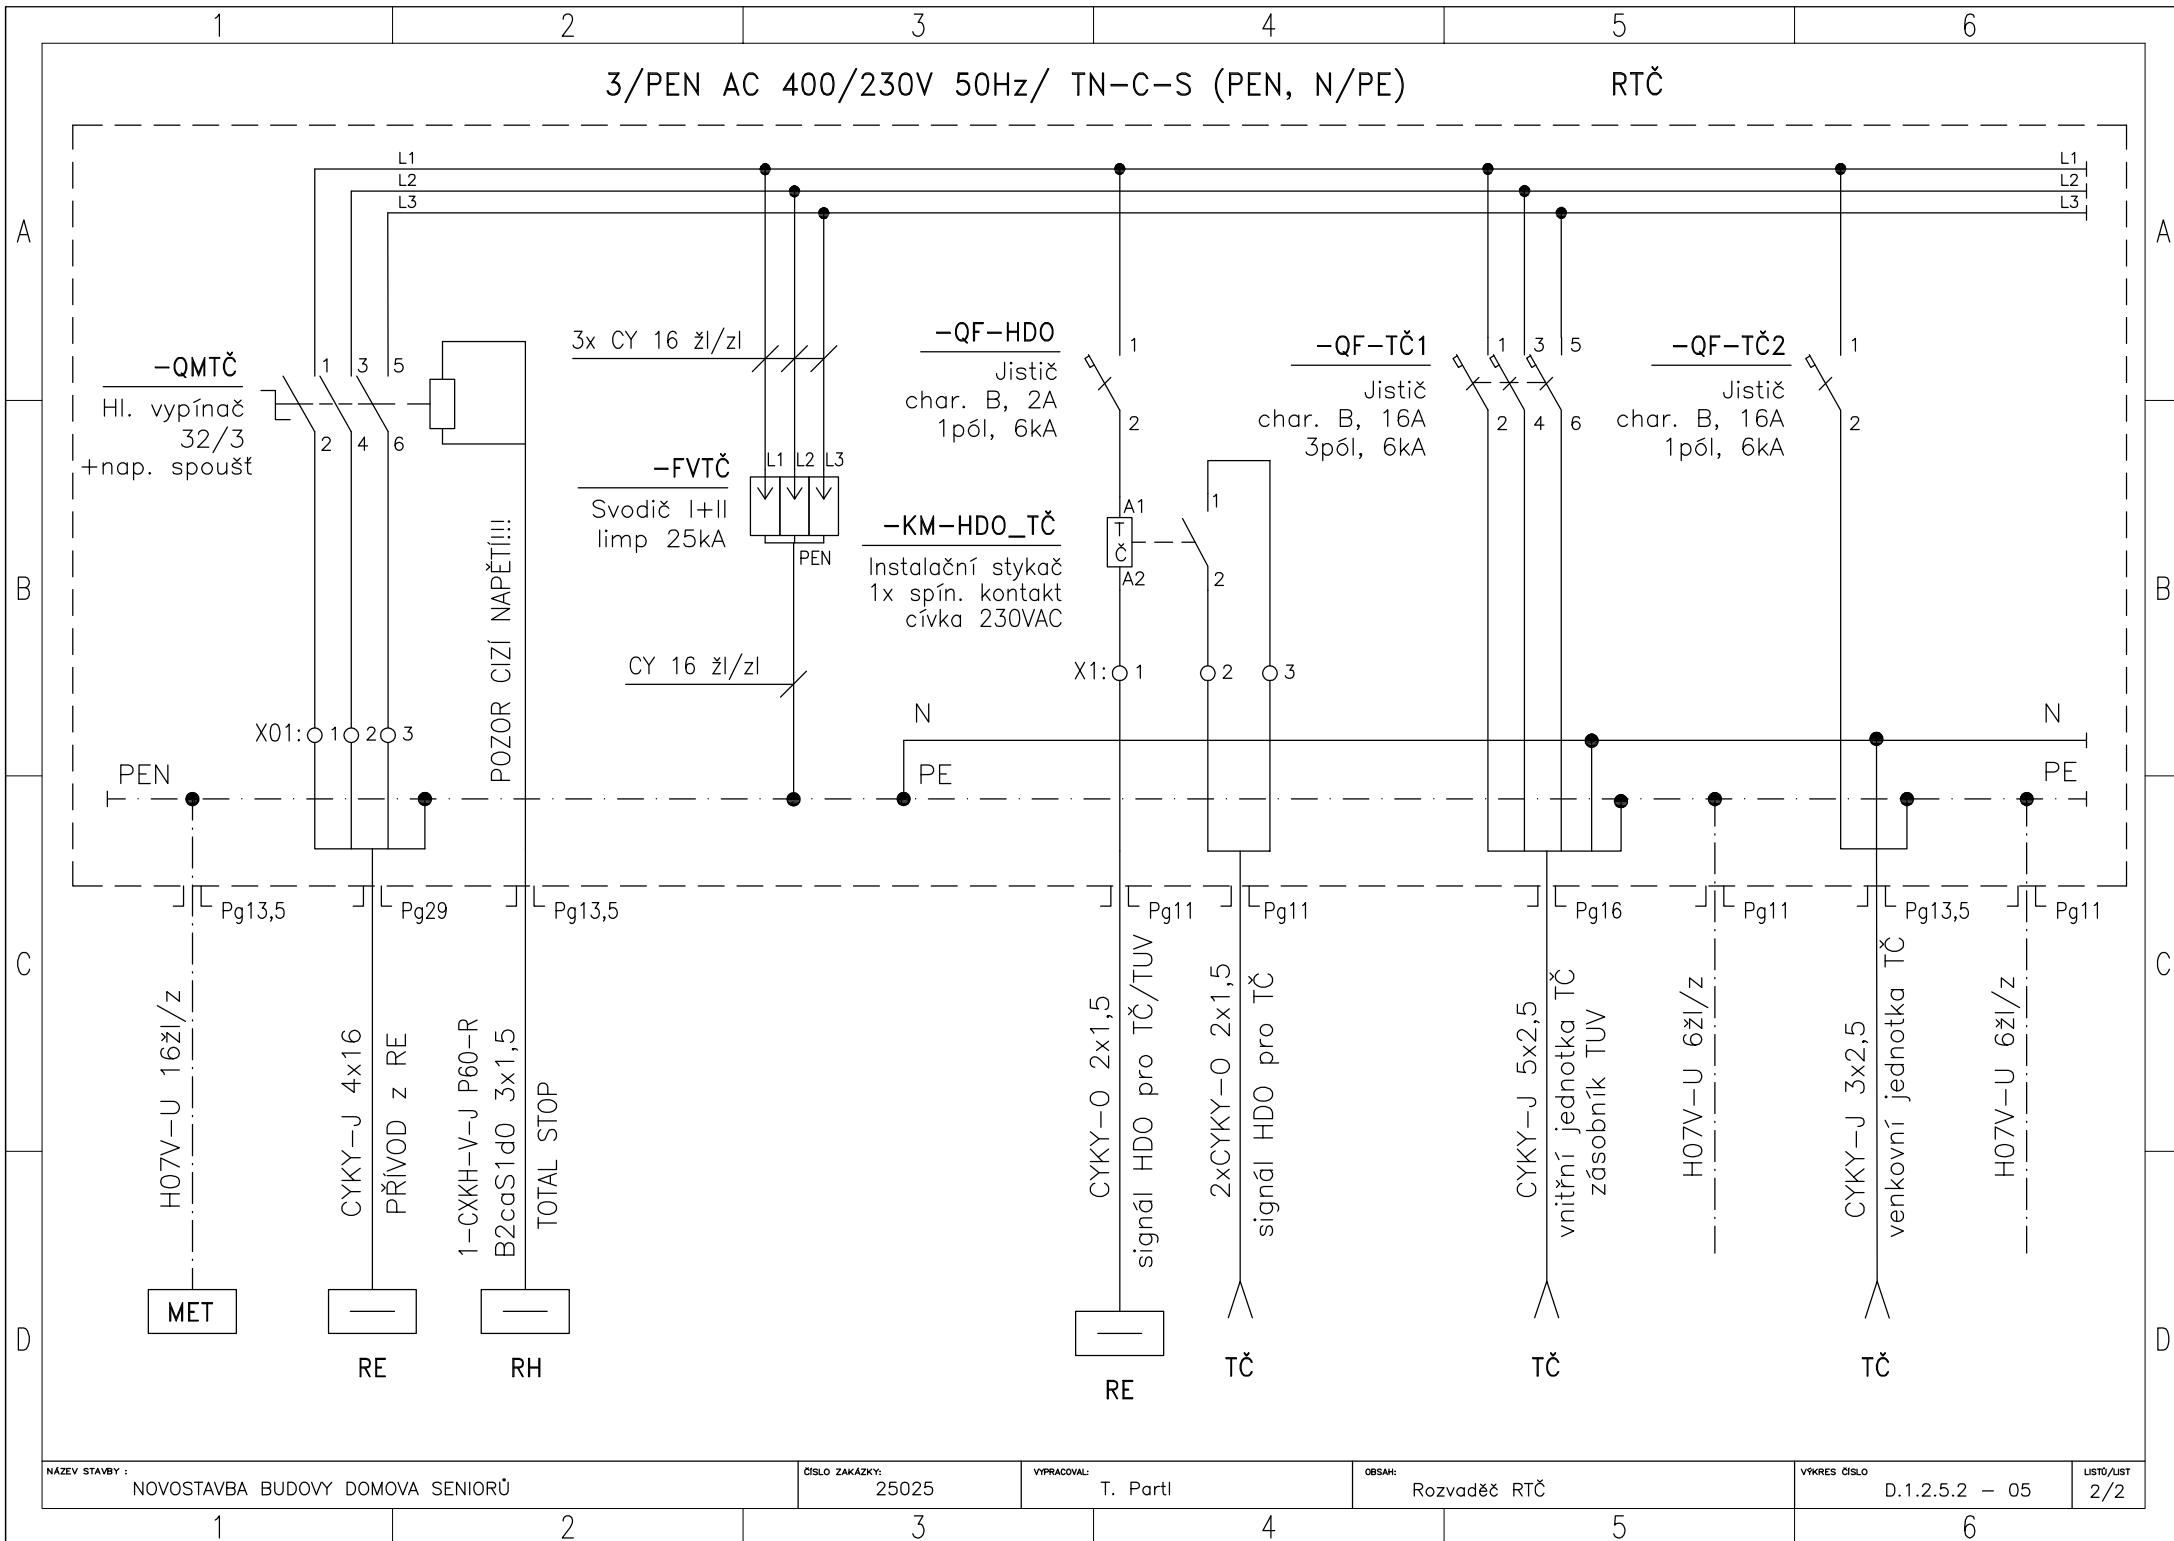 1 2 3 4 5 6
3/PEN AC 400/230V 50Hz/ TN-C-S (PEN, N/PE) RTČ
A A
B B
C C
D D
L1 L1
L2 L2
L3 L3
-QMTČ
Hl. vypínač
32/3
+nap. spoušť
1 3 5
2 4 6
POZOR CIZÍ NAPĚTÍ!!!
X01: 1 2 3
3x CY 16 žl/zl
-FVTČ
Svodič I+II
Iimp 25kA
L1 L2 L3
PEN
CY 16 žl/zl
-QF-HDO
Jistič
char. B, 2A
1pól, 6kA
1
2
-KM-HDO_TČ
Instalační stykač
1x spín. kontakt
cívka 230VAC
A1
T
Č
A2
1
2
X1: 1 2 3
-QF-TČ1
Jistič
char. B, 16A
3pól, 6kA
1 3 5
2 4 6
-QF-TČ2
Jistič
char. B, 16A
1pól, 6kA
1
2
N N
PEN PE PE
Pg13,5 Pg29 Pg13,5 Pg11 Pg11 Pg16 Pg11 Pg13,5 Pg11
H07V-U 16žl/z
CYKY-J 4x16
PŘÍVOD z RE
1-CXKH-V-J P60-R
B2caS1d0 3x1,5
TOTAL STOP
CYKY-O 2x1,5
signál HDO pro TČ/TUV
2xCYKY-O 2x1,5
signál HDO pro TČ
CYKY-J 5x2,5
vnitřní jednotka TČ
zásobník TUV
H07V-U 6žl/z
CYKY-J 3x2,5
venkovní jednotka TČ
H07V-U 6žl/z
MET
RE RH RE TČ TČ TČ
NÁZEV STAVBY :
NOVOSTAVBA BUDOVY DOMOVA SENIORŮ
ČÍSLO ZAKÁZKY:
25025
VYPRACOVAL:
T. Partl
OBSAH:
Rozvaděč RTČ
VÝKRES ČÍSLO
D.1.2.5.2 - 05
LISTŮ/LIST
2/2
1 2 3 4 5 6